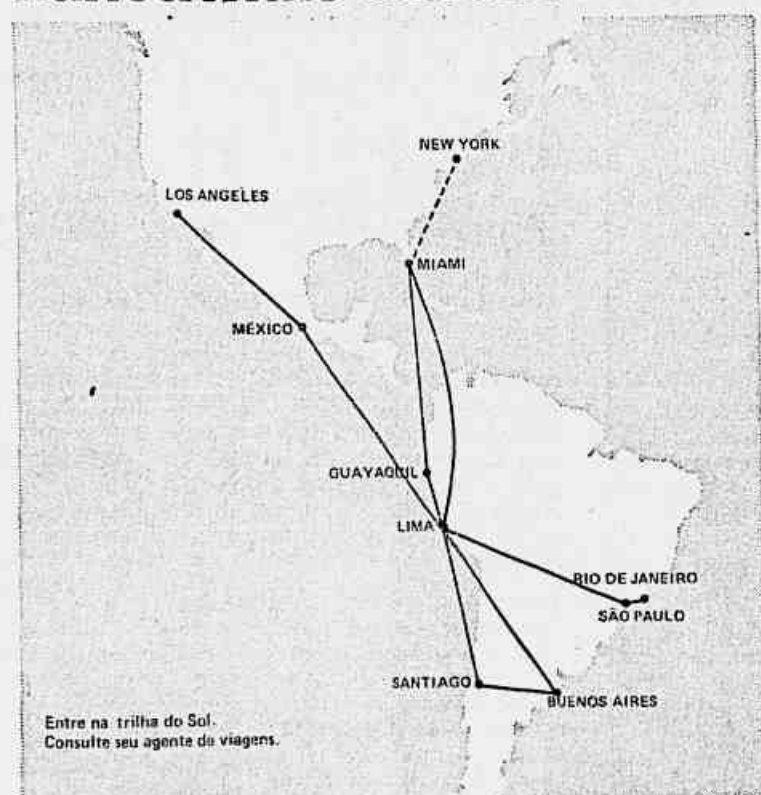 NEW YORK
LOS ANGELES
MIAMI
MÉXICO
GUAYAQUIL
LIMA
RIO DE JANEIRO
SÃO PAULO
SANTIAGO
BUENOS AIRES
Entre na trilha do Sol.
Consulte seu agente de viagens.